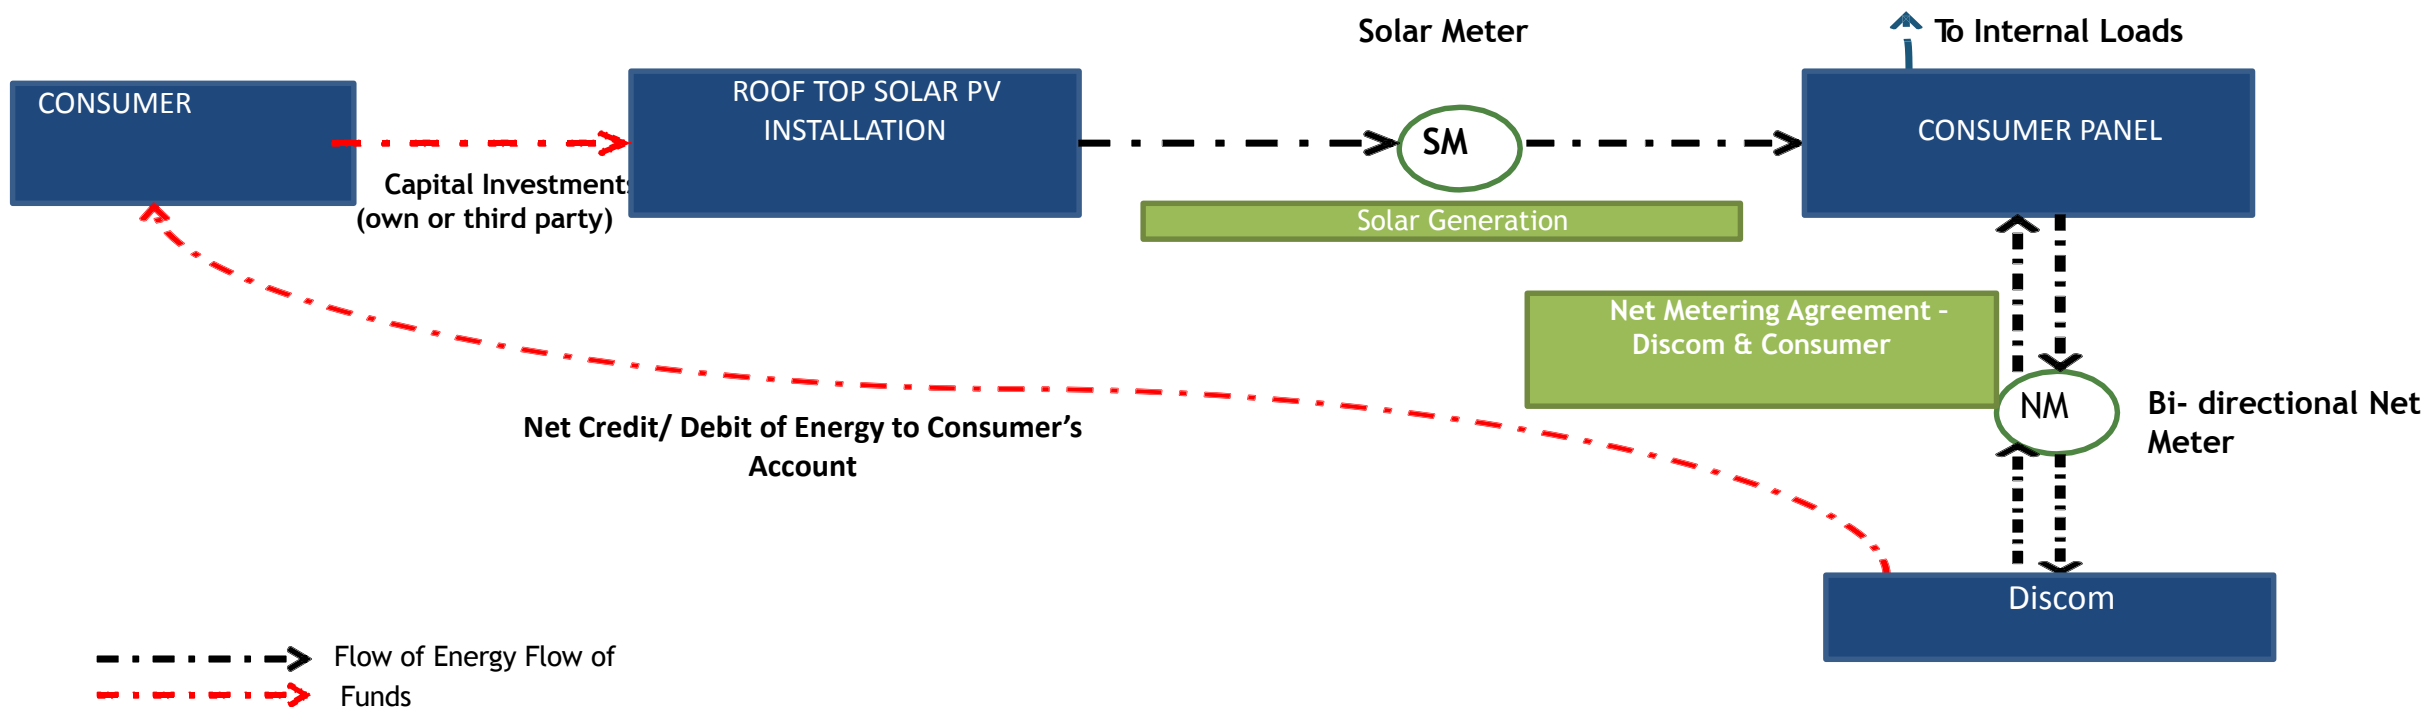 Solar Meter
To Internal Loads
CONSUMER
ROOF TOP SOLAR PV
INSTALLATION
SM
CONSUMER PANEL
Capital Investments
(own or third party)
Solar Generation
Net Metering Agreement –
Discom & Consumer
NM
Bi- directional Net
Meter
Net Credit/ Debit of Energy to Consumer’s
Account
Discom
Flow of Energy Flow of
Funds